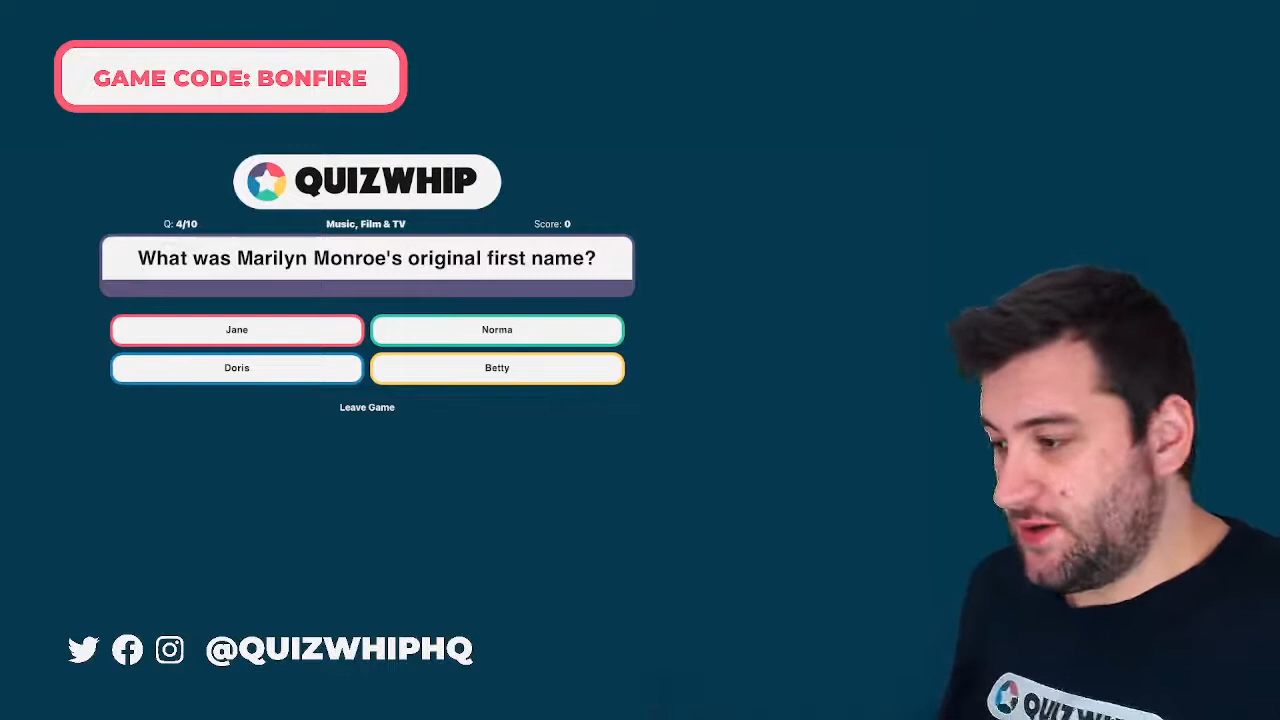 GAME CODE: BONFIRE
QUIZWHIP
Q: 4/10 Music, Film & TV Score: 0
What was Marilyn Monroe's original first name?
Jane Norma
Doris Betty
Leave Game
@QUIZWHIPHQ
QUIZWHIP